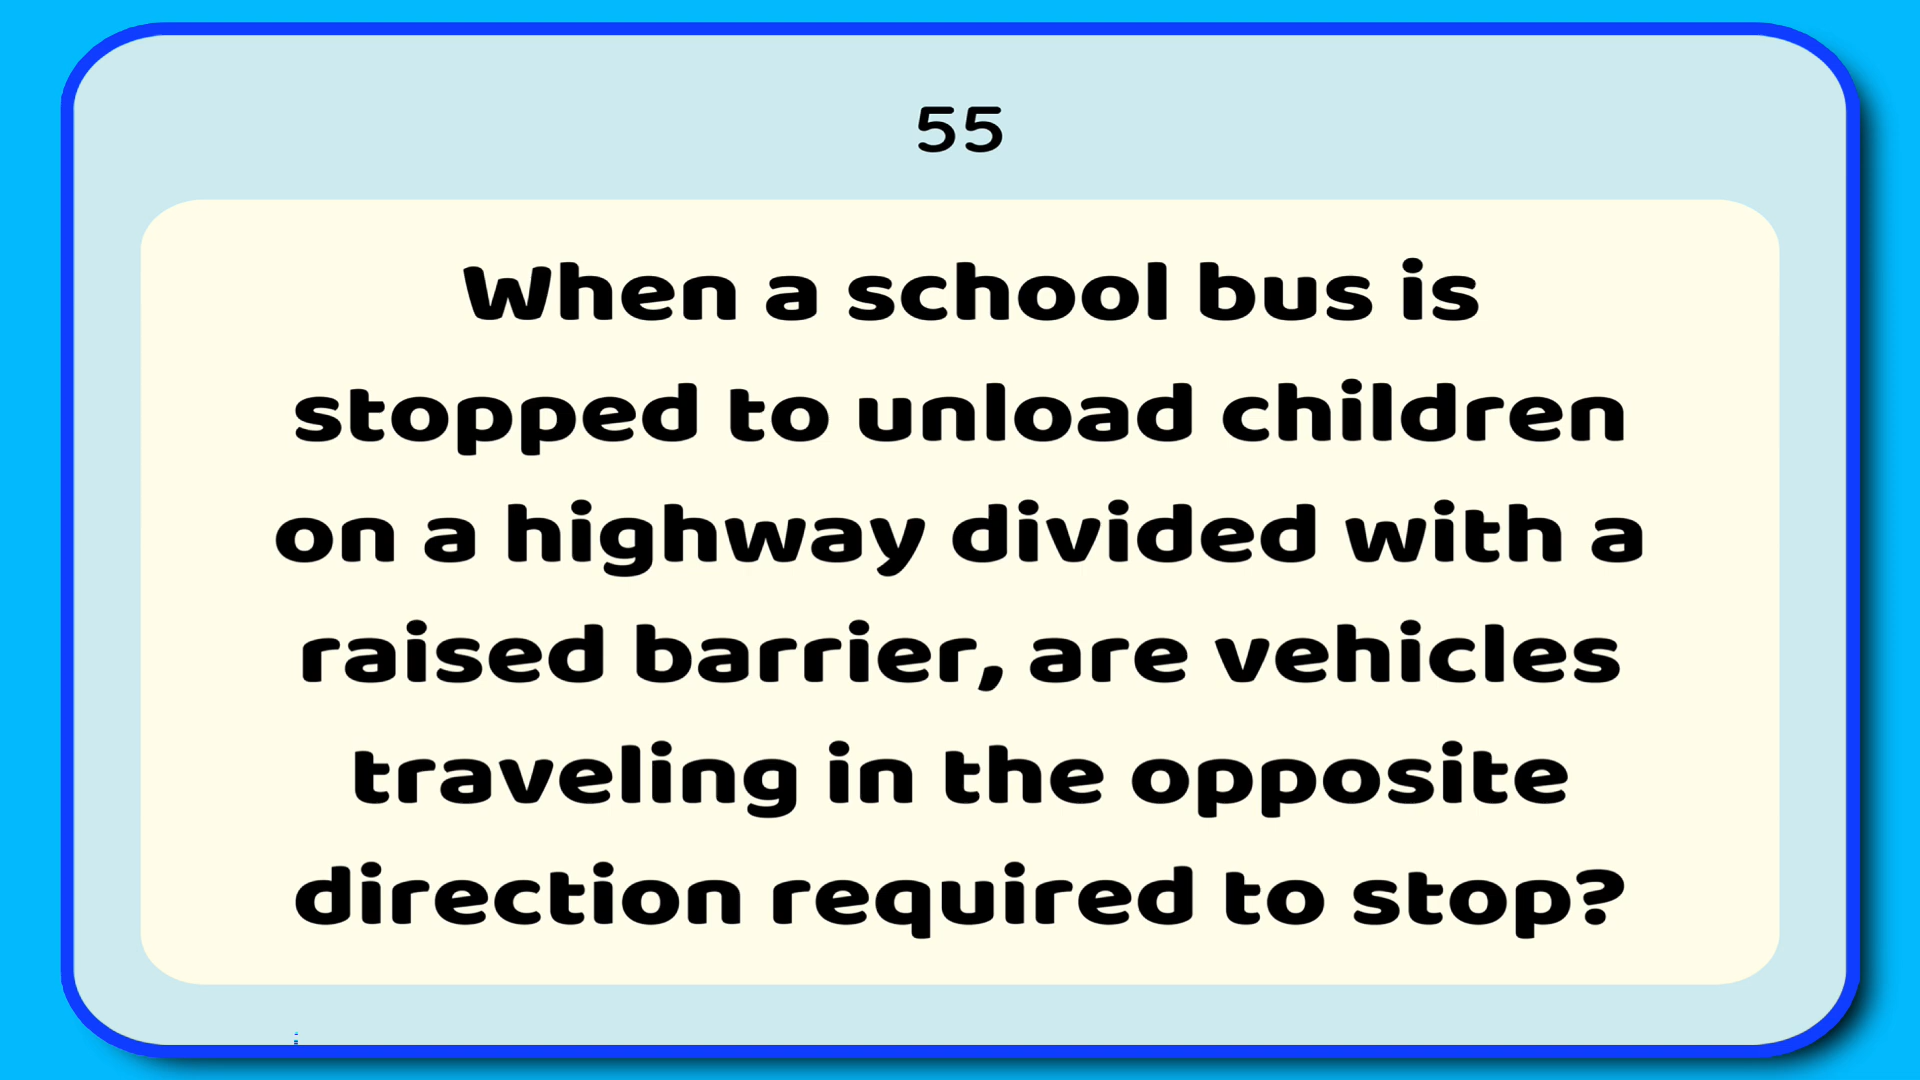 55
When a school bus is
stopped to unload children
on a highway divided with a
raised barrier, are vehicles
traveling in the opposite
direction required to stop?